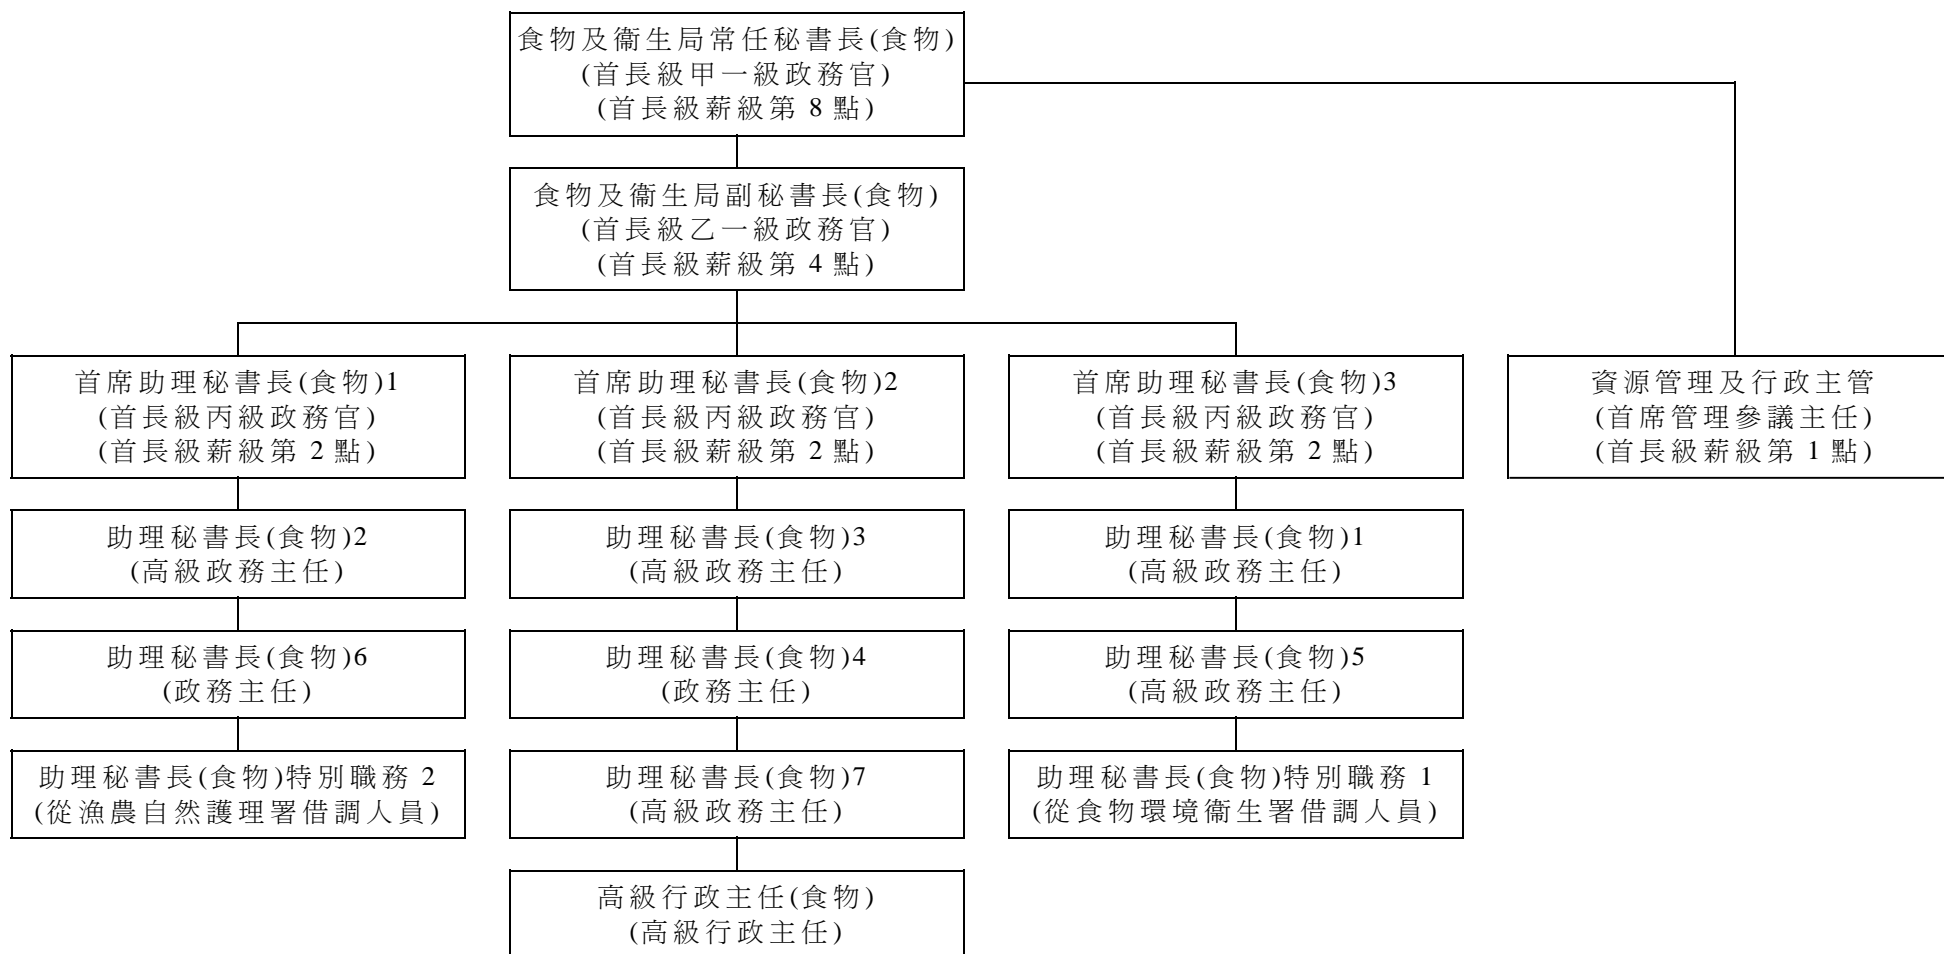 食物及衞生局常任秘書長(食物)
(首長級甲一級政務官)
(首長級薪級第 8 點)
食物及衞生局副秘書長(食物)
(首長級乙一級政務官)
(首長級薪級第 4 點)
首席助理秘書長(食物)1
(首長級丙級政務官)
(首長級薪級第 2 點)
首席助理秘書長(食物)2
(首長級丙級政務官)
(首長級薪級第 2 點)
首席助理秘書長(食物)3
(首長級丙級政務官)
(首長級薪級第 2 點)
資源管理及行政主管
(首席管理參議主任)
(首長級薪級第 1 點)
助理秘書長(食物)2
(高級政務主任)
助理秘書長(食物)3
(高級政務主任)
助理秘書長(食物)1
(高級政務主任)
助理秘書長(食物)6
(政務主任)
助理秘書長(食物)4
(政務主任)
助理秘書長(食物)5
(高級政務主任)
助理秘書長(食物)特別職務 2
(從漁農自然護理署借調人員)
助理秘書長(食物)7
(高級政務主任)
助理秘書長(食物)特別職務 1
(從食物環境衞生署借調人員)
高級行政主任(食物)
(高級行政主任)